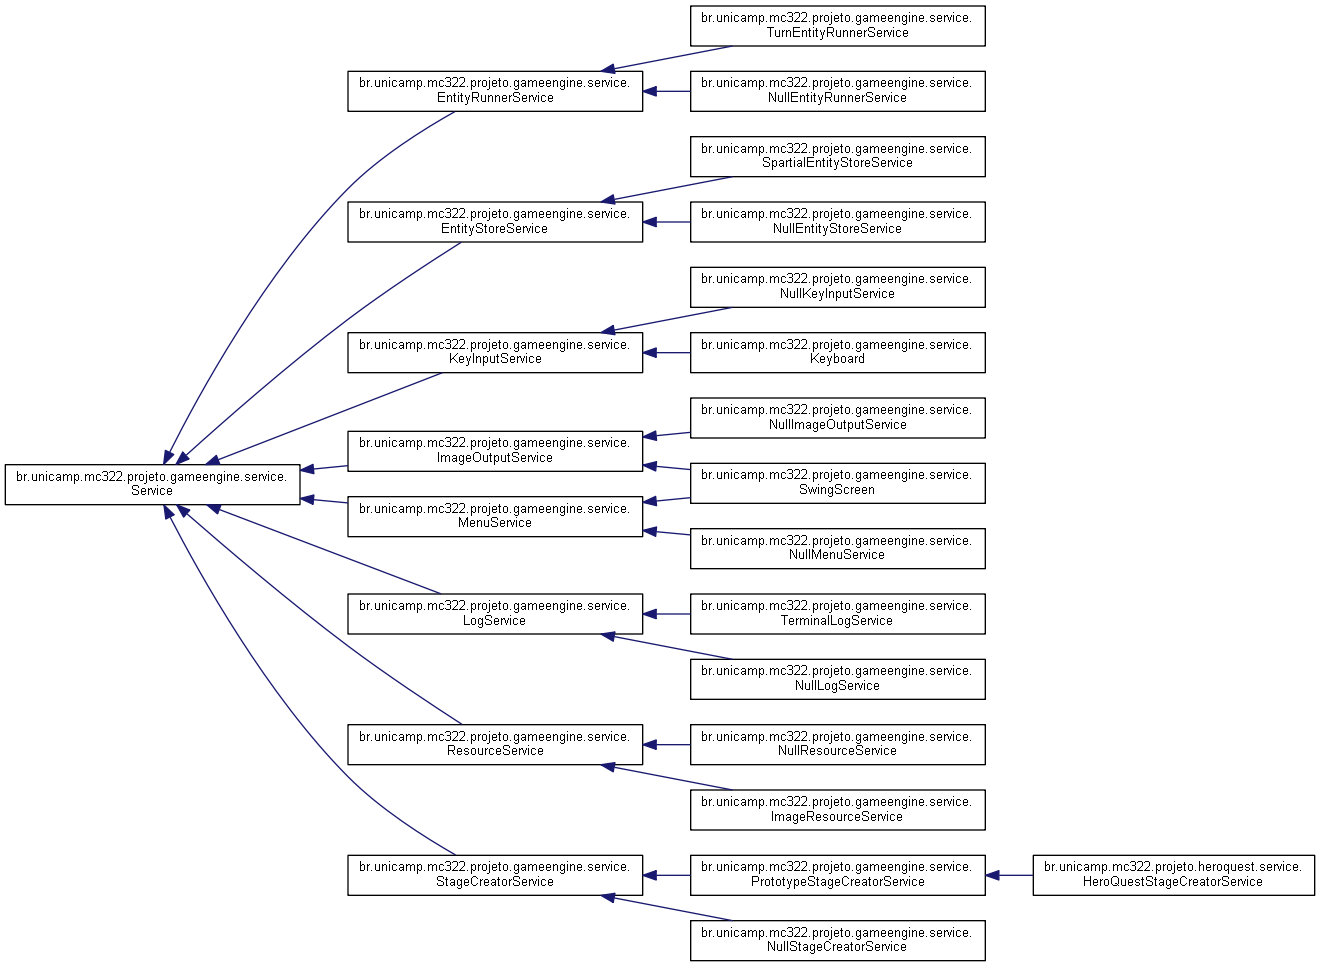 br.unicamp.mc322.projeto.gameengine.service.
TurnEntityRunnerService
br.unicamp.mc322.projeto.gameengine.service.
EntityRunnerService
br.unicamp.mc322.projeto.gameengine.service.
NullEntityRunnerService
br.unicamp.mc322.projeto.gameengine.service.
SpartialEntityStoreService
br.unicamp.mc322.projeto.gameengine.service.
EntityStoreService
br.unicamp.mc322.projeto.gameengine.service.
NullEntityStoreService
br.unicamp.mc322.projeto.gameengine.service.
NullKeyInputService
br.unicamp.mc322.projeto.gameengine.service.
KeyInputService
br.unicamp.mc322.projeto.gameengine.service.
Keyboard
br.unicamp.mc322.projeto.gameengine.service.
NullImageOutputService
br.unicamp.mc322.projeto.gameengine.service.
ImageOutputService
br.unicamp.mc322.projeto.gameengine.service.
SwingScreen
br.unicamp.mc322.projeto.gameengine.service.
Service
br.unicamp.mc322.projeto.gameengine.service.
MenuService
br.unicamp.mc322.projeto.gameengine.service.
NullMenuService
br.unicamp.mc322.projeto.gameengine.service.
LogService
br.unicamp.mc322.projeto.gameengine.service.
TerminalLogService
br.unicamp.mc322.projeto.gameengine.service.
NullLogService
br.unicamp.mc322.projeto.gameengine.service.
ResourceService
br.unicamp.mc322.projeto.gameengine.service.
NullResourceService
br.unicamp.mc322.projeto.gameengine.service.
ImageResourceService
br.unicamp.mc322.projeto.gameengine.service.
StageCreatorService
br.unicamp.mc322.projeto.gameengine.service.
PrototypeStageCreatorService
br.unicamp.mc322.projeto.heroquest.service.
HeroQuestStageCreatorService
br.unicamp.mc322.projeto.gameengine.service.
NullStageCreatorService